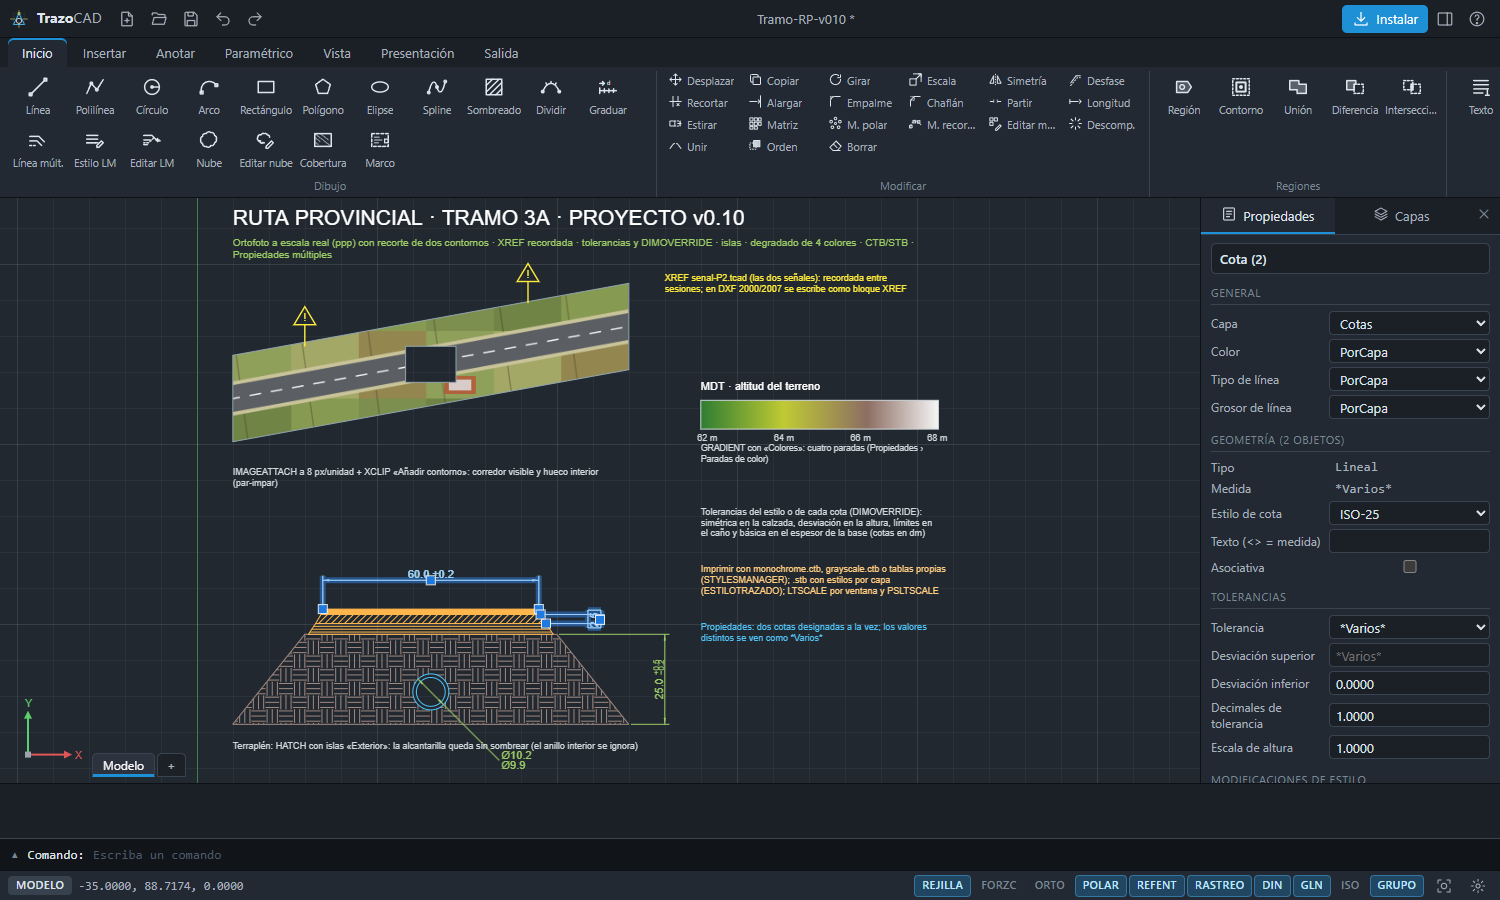 TrazoCAD
Tramo-RP-v010 *
Instalar
Inicio
Insertar
Anotar
Paramétrico
Vista
Presentación
Salida
Línea
Polilínea
Círculo
Arco
Rectángulo
Polígono
Elipse
Spline
Sombreado
Dividir
Graduar
Línea múlt.
Estilo LM
Editar LM
Nube
Editar nube
Cobertura
Marco
Dibujo
Desplazar
Copiar
Girar
Escala
Simetría
Desfase
Recortar
Alargar
Empalme
Chaflán
Partir
Longitud
Estirar
Matriz
M. polar
M. recor...
Editar m...
Descomp.
Unir
Orden
Borrar
Modificar
Región
Contorno
Unión
Diferencia
Intersecci...
Regiones
Texto
RUTA PROVINCIAL · TRAMO 3A · PROYECTO v0.10
Ortofoto a escala real (ppp) con recorte de dos contornos · XREF recordada · tolerancias y DIMOVERRIDE · islas · degradado de 4 colores · CTB/STB ·
Propiedades múltiples
XREF senal-P2.tcad (las dos señales): recordada entre
sesiones; en DXF 2000/2007 se escribe como bloque XREF
!
!
MDT · altitud del terreno
62 m
64 m
66 m
68 m
GRADIENT con «Colores»: cuatro paradas (Propiedades ›
Paradas de color)
IMAGEATTACH a 8 px/unidad + XCLIP «Añadir contorno»: corredor visible y hueco interior
(par-impar)
Tolerancias del estilo o de cada cota (DIMOVERRIDE):
simétrica en la calzada, desviación en la altura, límites en
el caño y básica en el espesor de la base (cotas en dm)
Imprimir con monochrome.ctb, grayscale.ctb o tablas propias
(STYLESMANAGER); .stb con estilos por capa
(ESTILOTRAZADO); LTSCALE por ventana y PSLTSCALE
Propiedades: dos cotas designadas a la vez; los valores
distintos se ven como *Varios*
60.0 ±0.2
25.0
Terraplén: HATCH con islas «Exterior»: la alcantarilla queda sin sombrear (el anillo interior se ignora)
Ø10.2
Ø9.9
Y
X
Modelo
+
Propiedades
Capas
Cota (2)
GENERAL
Capa
Cotas
Color
PorCapa
Tipo de línea
PorCapa
Grosor de línea
PorCapa
GEOMETRÍA (2 OBJETOS)
Tipo
Lineal
Medida
*Varios*
Estilo de cota
ISO-25
Texto (<> = medida)
Asociativa
TOLERANCIAS
Tolerancia
*Varios*
Desviación superior
*Varios*
Desviación inferior
0.0000
Decimales de
tolerancia
1.0000
Escala de altura
1.0000
MODIFICACIONES DE ESTILO
Comando:
Escriba un comando
MODELO
-35.0000, 88.7174, 0.0000
REJILLA
FORZC
ORTO
POLAR
REFENT
RASTREO
DIN
GLN
ISO
GRUPO